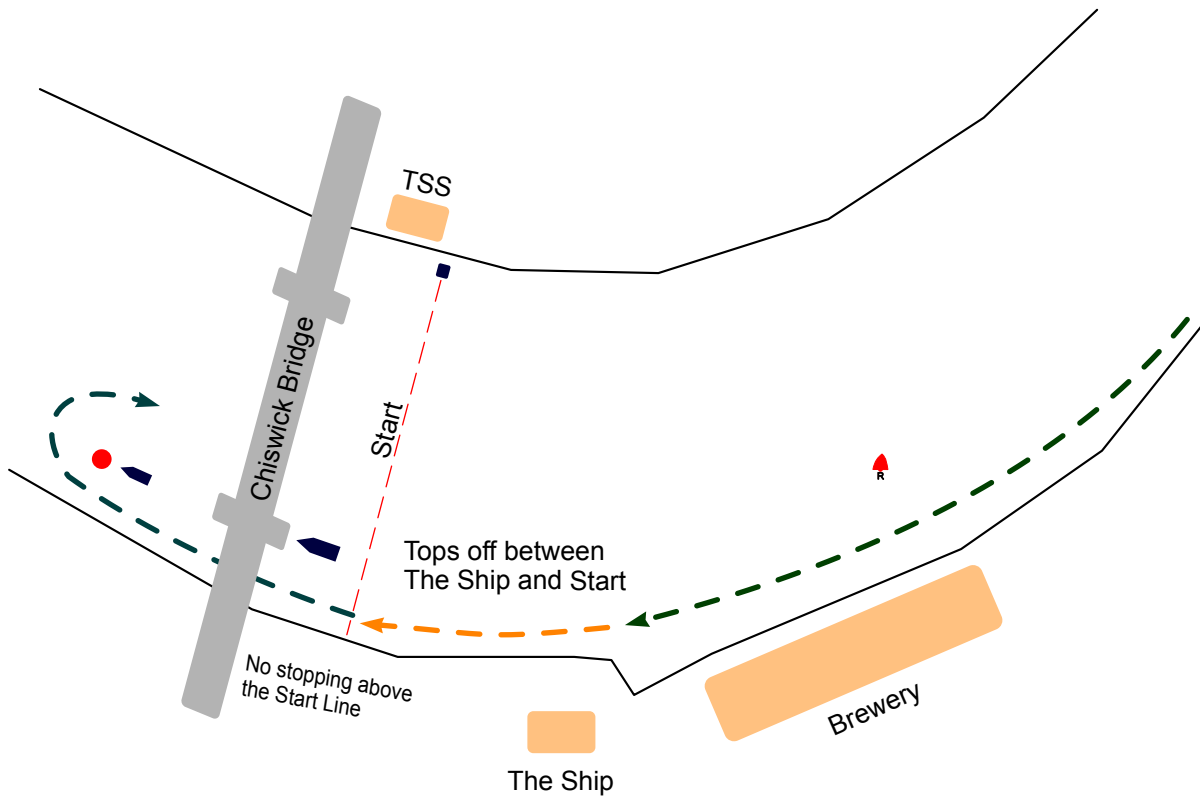 TSS
Chiswick Bridge
Start
R
Tops off between
The Ship and Start
No stopping above
the Start Line
Brewery
The Ship